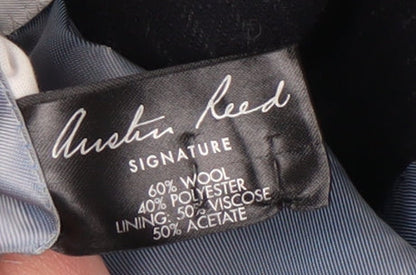 Austin Reed
SIGNATURE
60% WOOL
40% POLYESTER
LINING: 50% VISCOSE
50% ACETATE